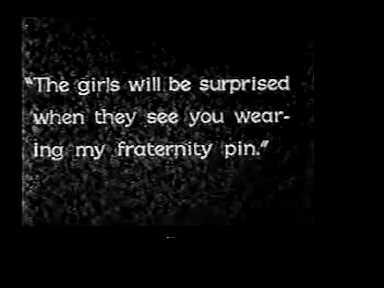 "The girls will be surprised
when they see you wear-
ing my fraternity pin."